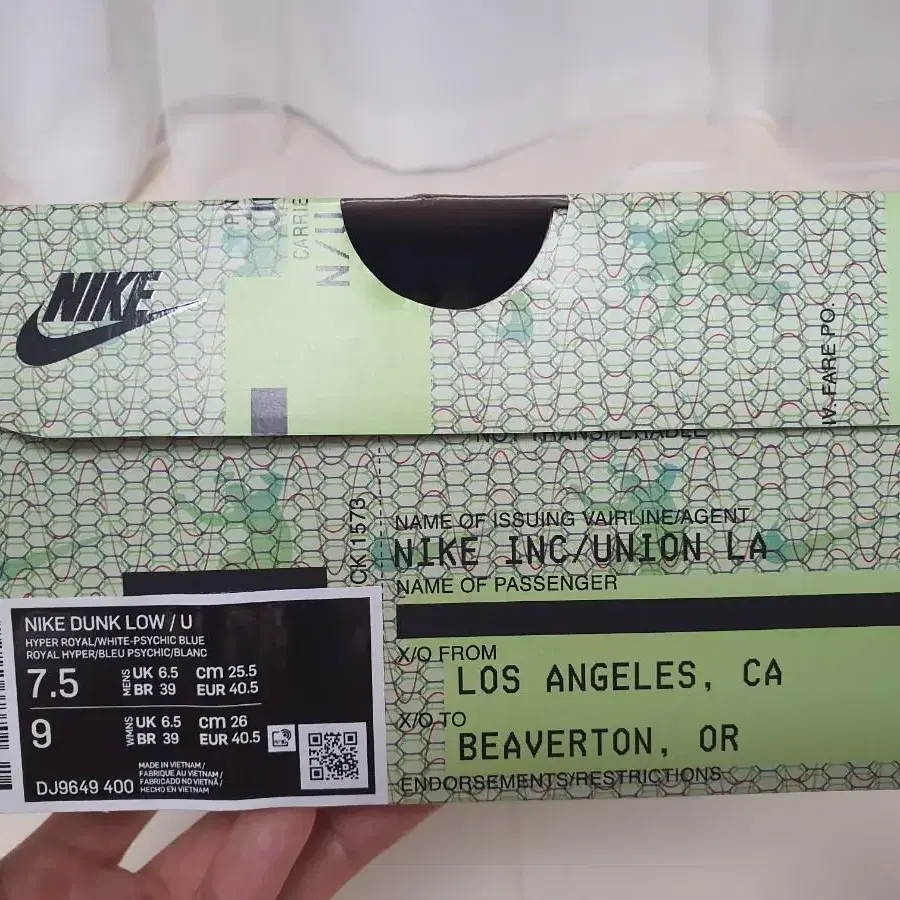 NIKE
CARRIE
N/U
IV. FARE PO.
NOT TRANSFERABLE
OK 1573
NAME OF ISSUING VAIRLINE/AGENT
NIKE INC/UNION LA
NAME OF PASSENGER
X/O FROM
LOS ANGELES, CA
X/O TO
BEAVERTON, OR
ENDORSEMENTS/RESTRICTIONS
NIKE DUNK LOW / U
HYPER ROYAL/WHITE-PSYCHIC BLUE
ROYAL HYPER/BLEU PSYCHIC/BLANC
7.5 MENS UK 6.5 cm 25.5
BR 39 EUR 40.5
9 WMNS UK 6.5 cm 26
BR 39 EUR 40.5
MADE IN VIETNAM /
FABRIQUE AU VIETNAM /
FABRICADO NO VIETNÃ /
HECHO EN VIETNAM
DJ9649 400